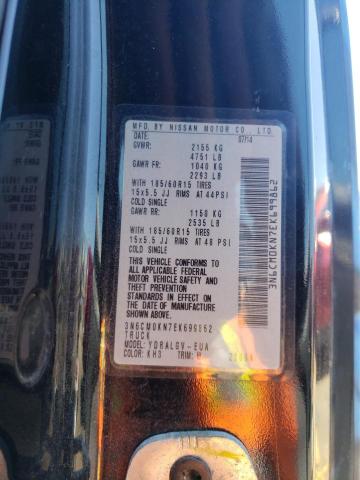 MFD. BY NISSAN MOTOR CO., LTD.
DATE: 07/14
GVWR: 2155 KG
4751 LB
GAWR FR: 1040 KG
2293 LB
WITH 185/60R15 TIRES
15x5.5 JJ RIMS AT 44PSI
COLD SINGLE
GAWR RR: 1150 KG
2535 LB
WITH 185/60R15 TIRES
15x5.5 JJ RIMS AT 48 PSI
COLD SINGLE
THIS VEHICLE CONFORMS TO
ALL APPLICABLE FEDERAL
MOTOR VEHICLE SAFETY AND
THEFT PREVENTION
STANDARDS IN EFFECT ON
THE DATE OF MANUFACTURE
SHOWN ABOVE.
3N6CM0KN7EK699862
TRUCK
MODEL: YDRALGV-EUA
COLOR: KH3 TRIM:
3N6CM0KN7EK699862